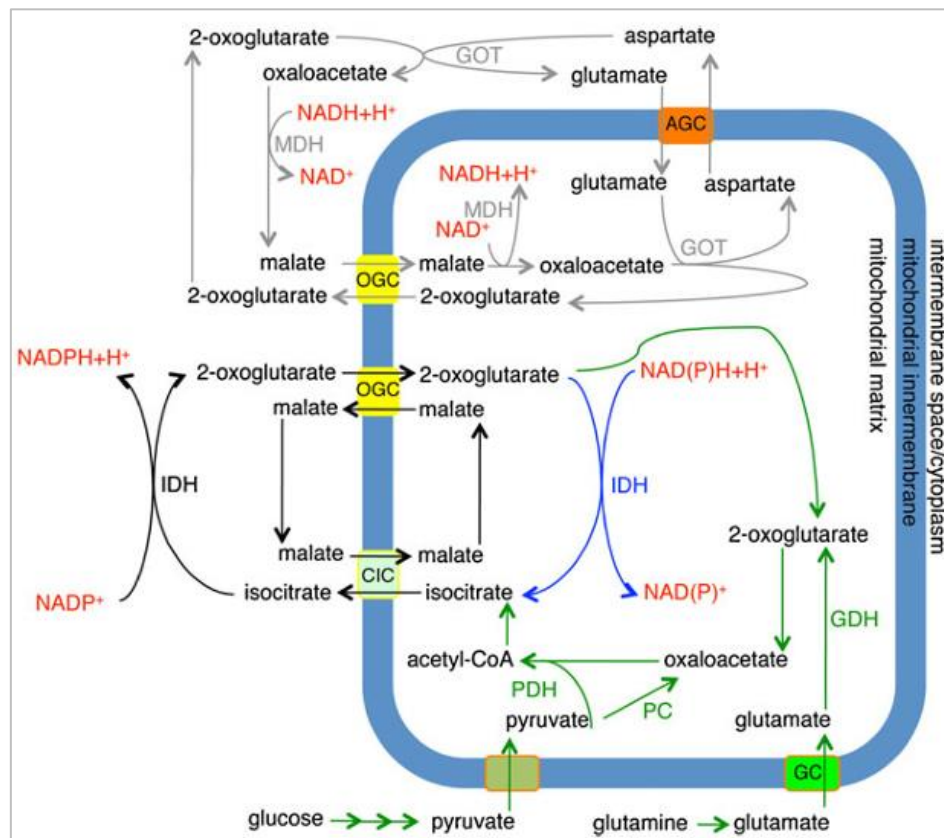 2-oxoglutarate
aspartate
GOT
oxaloacetate
glutamate
NADH+H⁺
MDH
NAD⁺
AGC
NADH+H⁺
glutamate
aspartate
MDH
NAD⁺
GOT
malate
OGC
malate
oxaloacetate
2-oxoglutarate
2-oxoglutarate
intermembrane space/cytoplasm
mitochondrial innermembrane
mitochondrial matrix
NADPH+H⁺
2-oxoglutarate
OGC
2-oxoglutarate
NAD(P)H+H⁺
malate
malate
IDH
IDH
2-oxoglutarate
malate
malate
CIC
NADP⁺
isocitrate
isocitrate
NAD(P)⁺
GDH
acetyl-CoA
oxaloacetate
PDH
PC
pyruvate
glutamate
GC
glucose
pyruvate
glutamine
glutamate